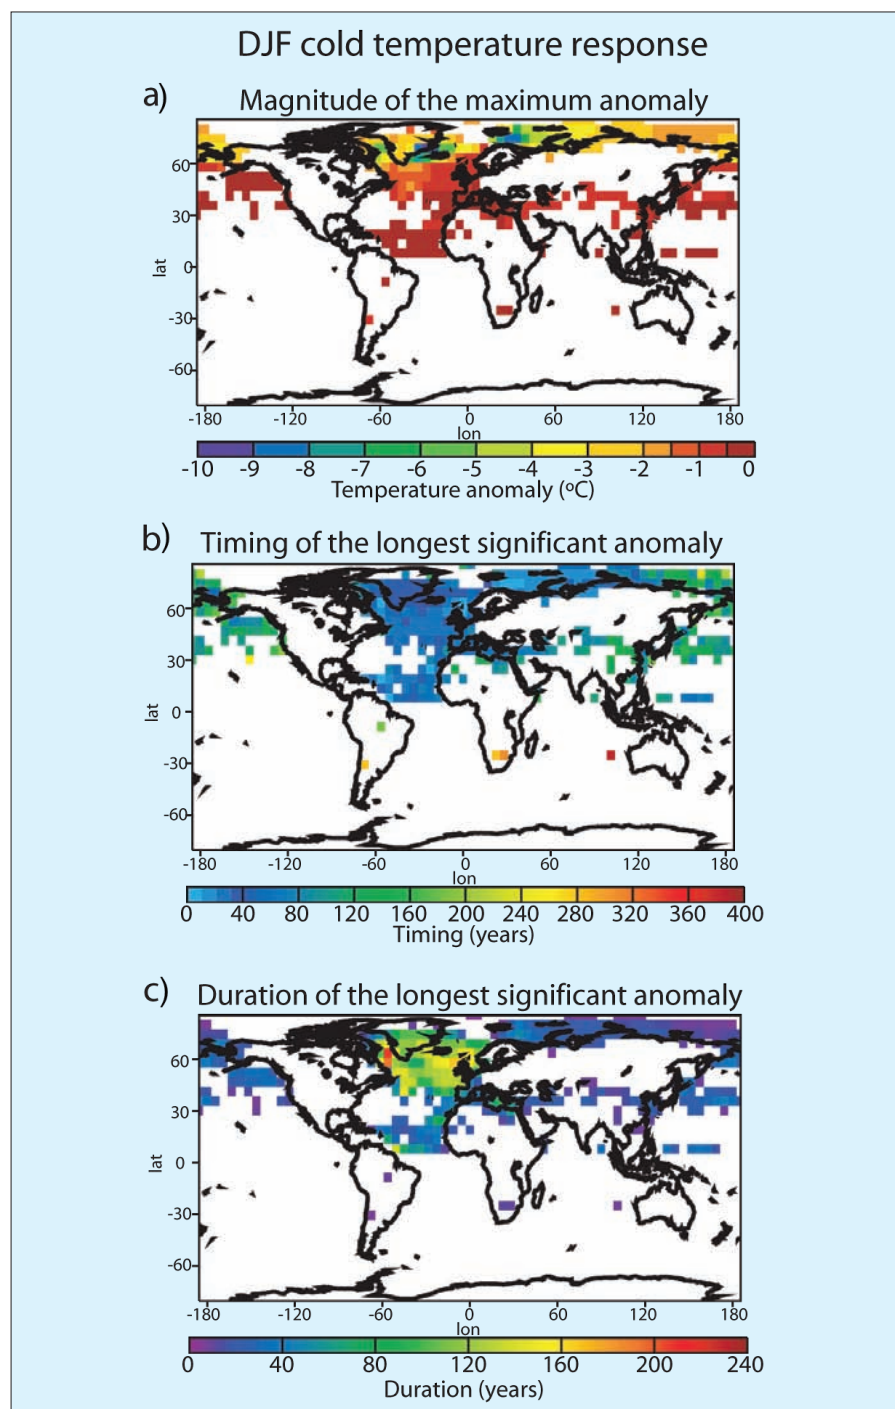 DJF cold temperature response
a) Magnitude of the maximum anomaly
60
30
0
-30
-60
lat
-180 -120 -60 0 60 120 180
lon
-10 -9 -8 -7 -6 -5 -4 -3 -2 -1 0
Temperature anomaly (ºC)
b) Timing of the longest significant anomaly
60
30
0
-30
-60
lat
-180 -120 -60 0 60 120 180
lon
0 40 80 120 160 200 240 280 320 360 400
Timing (years)
c) Duration of the longest significant anomaly
60
30
0
-30
-60
lat
-180 -120 -60 0 60 120 180
lon
0 40 80 120 160 200 240
Duration (years)